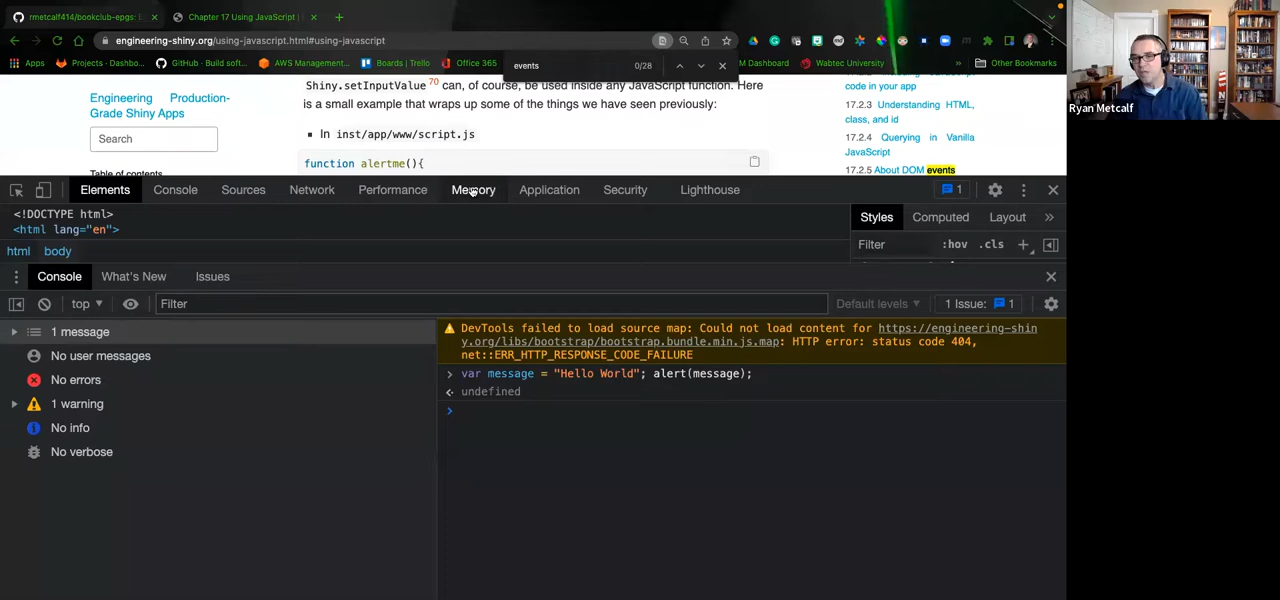 rmetcalf414/bookclub-epgs:
Chapter 17 Using JavaScript |
engineering-shiny.org/using-javascript.html#using-javascript
Apps
Projects - Dashbo...
GitHub - Build soft...
AWS Management...
Boards | Trello
Office 365
M Dashboard
Wabtec University
Other Bookmarks
events
0/28
Engineering Production-
Grade Shiny Apps
Search
Table of contents
Shiny.setInputValue 70 can, of course, be used inside any JavaScript function. Here
is a small example that wraps up some of the things we have seen previously:
▪ In inst/app/www/script.js
function alertme(){
code in your app
17.2.3 Understanding HTML,
class, and id
17.2.4 Querying in Vanilla
JavaScript
17.2.5 About DOM events
Ryan Metcalf
Elements Console Sources Network Performance Memory Application Security Lighthouse 1
<!DOCTYPE html>
<html lang="en">
html body
Styles Computed Layout »
Filter :hov .cls +
Console What's New Issues
top ▼ Filter Default levels ▼ 1 Issue: 1
1 message
No user messages
No errors
1 warning
No info
No verbose
DevTools failed to load source map: Could not load content for https://engineering-shin
y.org/libs/bootstrap/bootstrap.bundle.min.js.map: HTTP error: status code 404,
net::ERR_HTTP_RESPONSE_CODE_FAILURE
> var message = "Hello World"; alert(message);
undefined
>